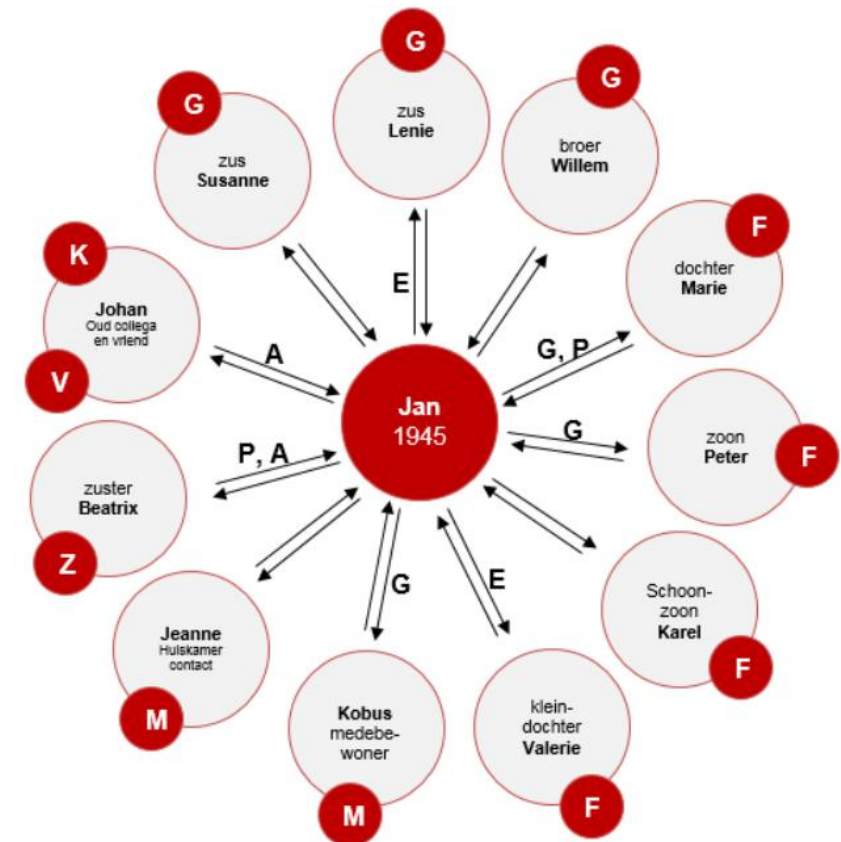 G
zus
Lenie
G
broer
Willem
G
zus
Susanne
F
dochter
Marie
K
Johan
Oud collega
en vriend
V
E
A
G, P
Jan
1945
G
zoon
Peter
F
P, A
zuster
Beatrix
Z
G
E
Schoon-
zoon
Karel
F
Jeanne
Huiskamer
contact
M
Kobus
medebe-
woner
M
klein-
dochter
Valerie
F